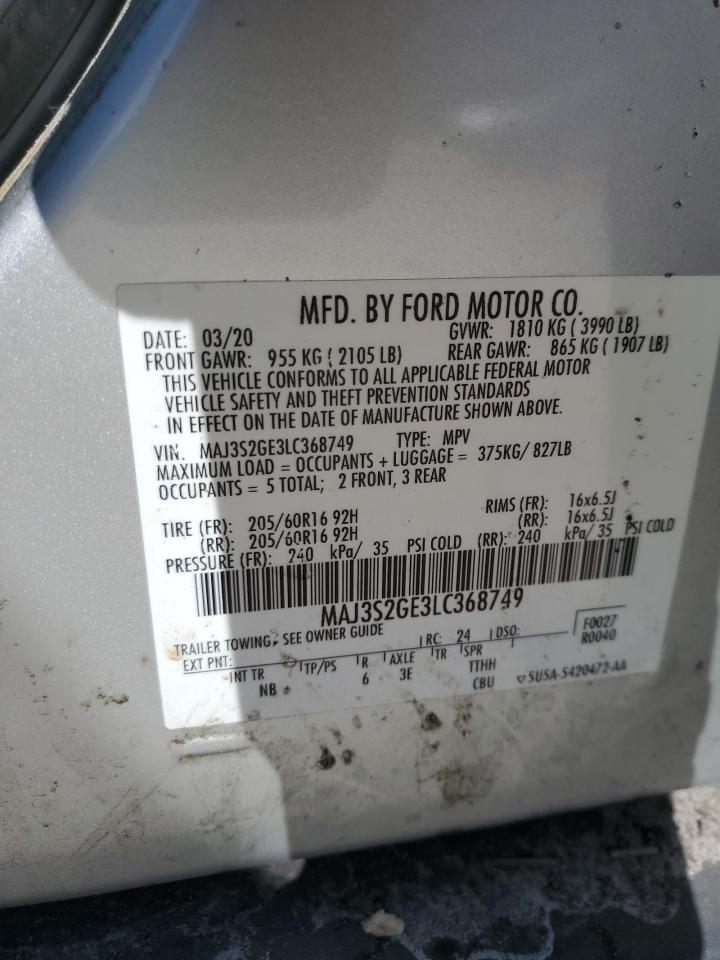 MFD. BY FORD MOTOR CO.
DATE: 03/20 GVWR: 1810 KG ( 3990 LB)
FRONT GAWR: 955 KG ( 2105 LB) REAR GAWR: 865 KG ( 1907 LB)
THIS VEHICLE CONFORMS TO ALL APPLICABLE FEDERAL MOTOR
VEHICLE SAFETY AND THEFT PREVENTION STANDARDS
IN EFFECT ON THE DATE OF MANUFACTURE SHOWN ABOVE.
VIN. MAJ3S2GE3LC368749 TYPE: MPV
MAXIMUM LOAD = OCCUPANTS + LUGGAGE = 375KG/ 827LB
OCCUPANTS = 5 TOTAL; 2 FRONT, 3 REAR
TIRE (FR): 205/60R16 92H RIMS (FR): 16x6.5J
(RR): 205/60R16 92H (RR): 16x6.5J
PRESSURE (FR): 240 kPa/ 35 PSI COLD (RR): 240 kPa/ 35 PSI COLD
MAJ3S2GE3LC368749
TRAILER TOWING, SEE OWNER GUIDE RC: 24 DSO: F0027
R0040
EXT PNT: INT TR TP/PS R AXLE TR SPR
NB 6 3E TTHH
CBU 5U5A-5420472-AA